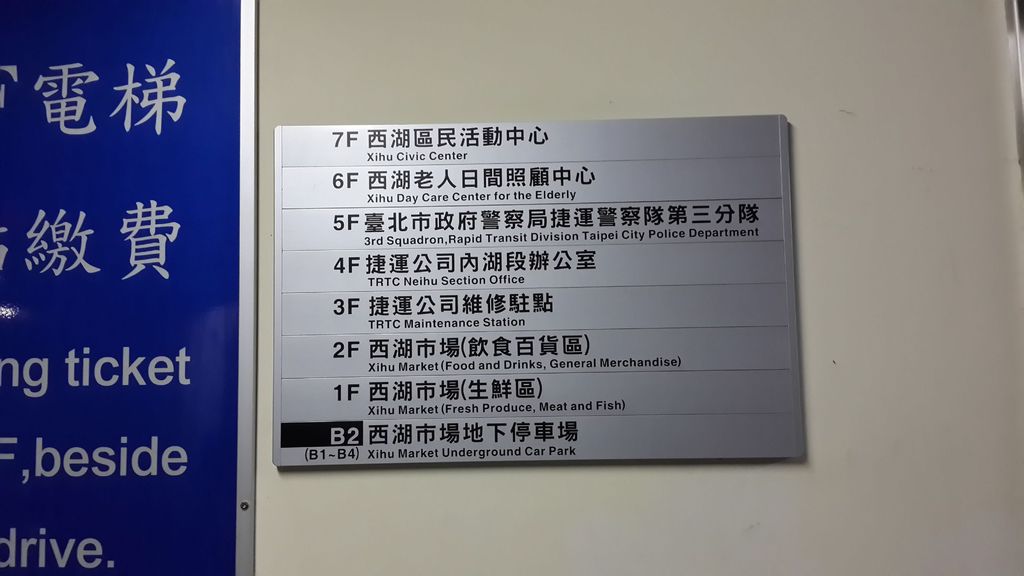 電梯
繳費
ng ticket
F,beside
drive.
7F 西湖區民活動中心
Xihu Civic Center
6F 西湖老人日間照顧中心
Xihu Day Care Center for the Elderly
5F 臺北市政府警察局捷運警察隊第三分隊
3rd Squadron,Rapid Transit Division Taipei City Police Department
4F 捷運公司內湖段辦公室
TRTC Neihu Section Office
3F 捷運公司維修駐點
TRTC Maintenance Station
2F 西湖市場(飲食百貨區)
Xihu Market(Food and Drinks, General Merchandise)
1F 西湖市場(生鮮區)
Xihu Market(Fresh Produce, Meat and Fish)
B2 西湖市場地下停車場
(B1~B4) Xihu Market Underground Car Park